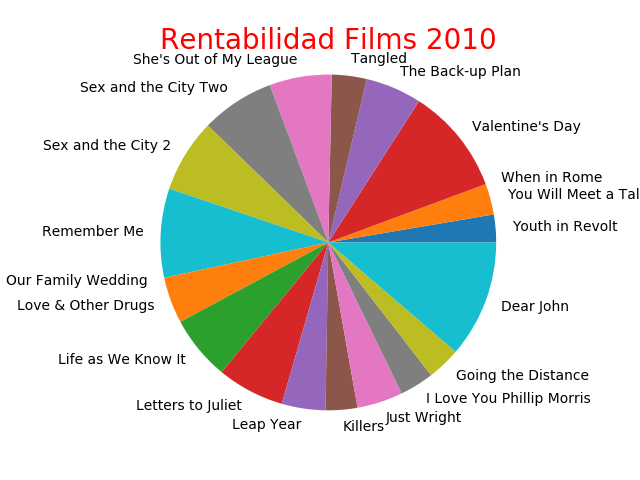 Rentabilidad Films 2010
She's Out of My League
Tangled
The Back-up Plan
Sex and the City Two
Valentine's Day
Sex and the City 2
When in Rome
You Will Meet a Tal
Youth in Revolt
Remember Me
Our Family Wedding
Love & Other Drugs
Dear John
Life as We Know It
Going the Distance
I Love You Phillip Morris
Letters to Juliet
Just Wright
Leap Year
Killers